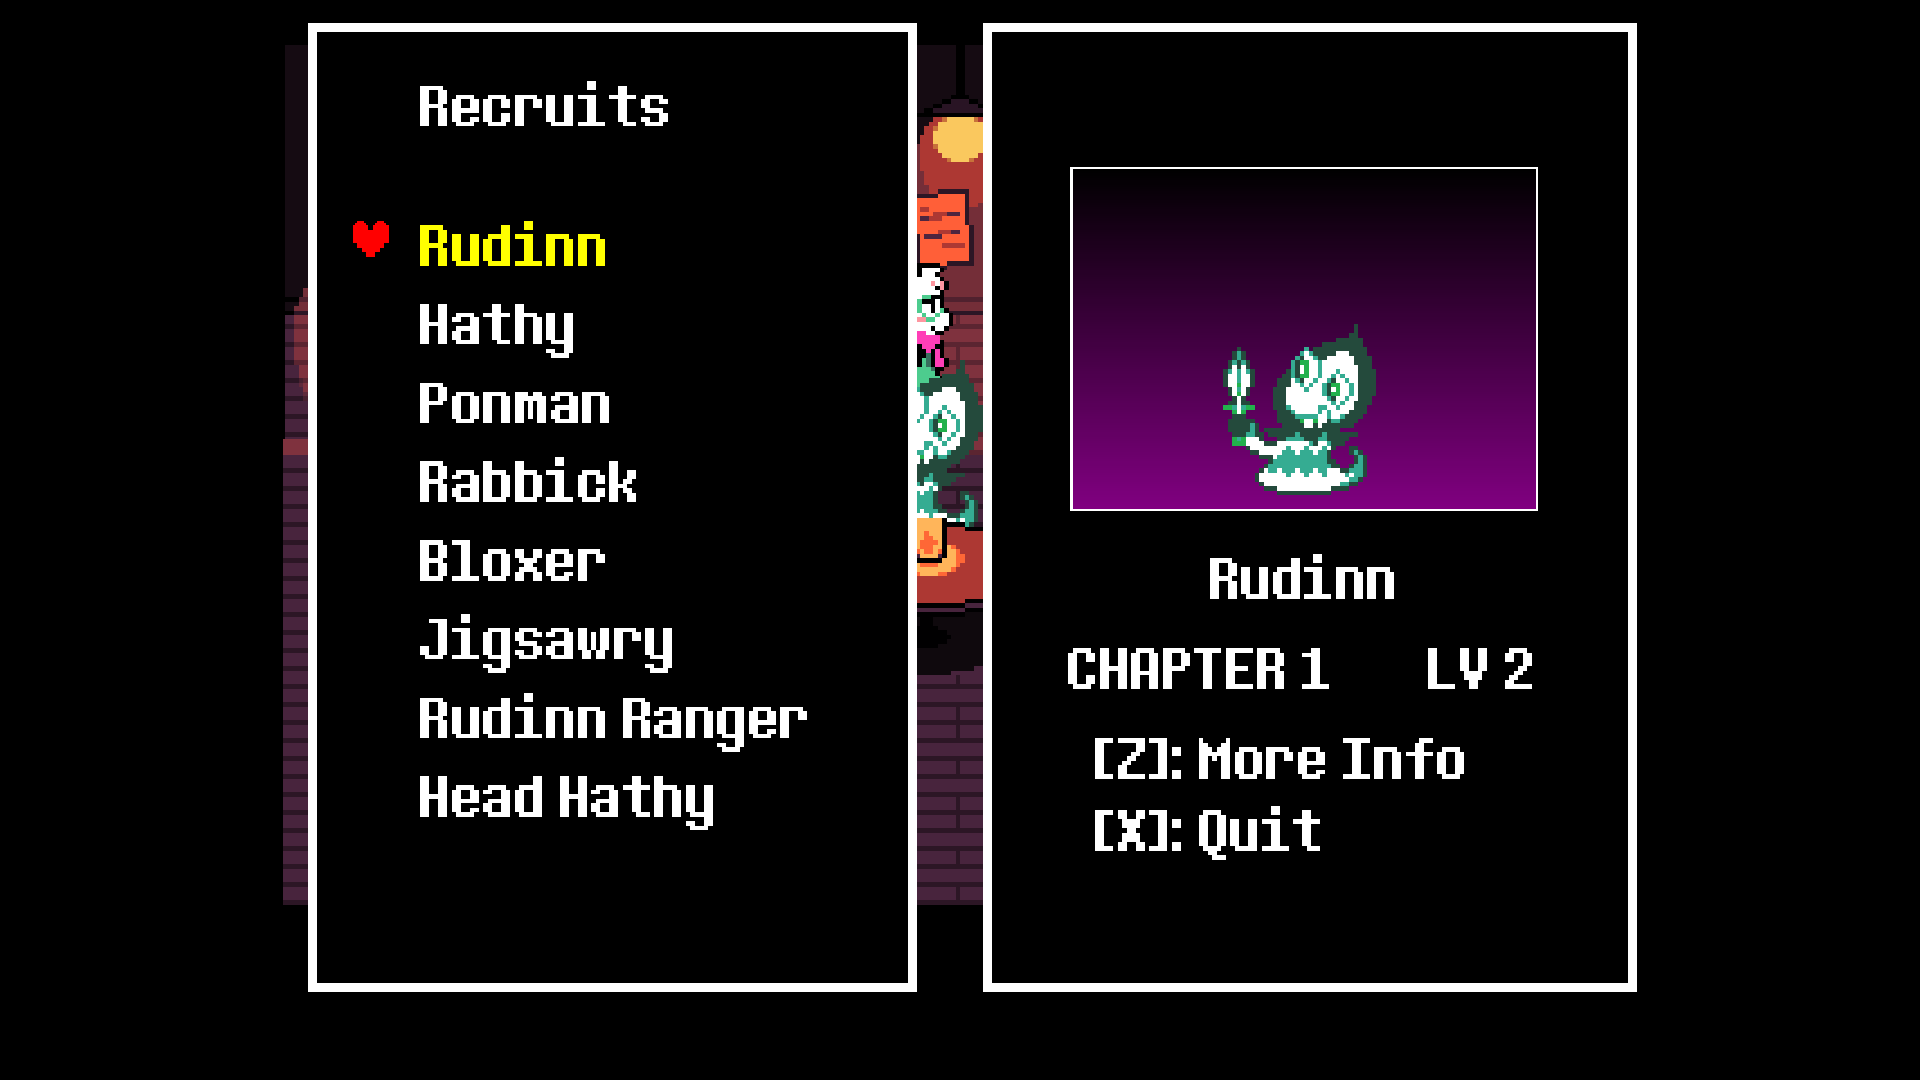 Recruits
Rudinn
Hathy
Ponman
Rabbick
Bloxer
Jigsawry
Rudinn Ranger
Head Hathy
Rudinn
CHAPTER 1 LV 2
[Z]: More Info
[X]: Quit